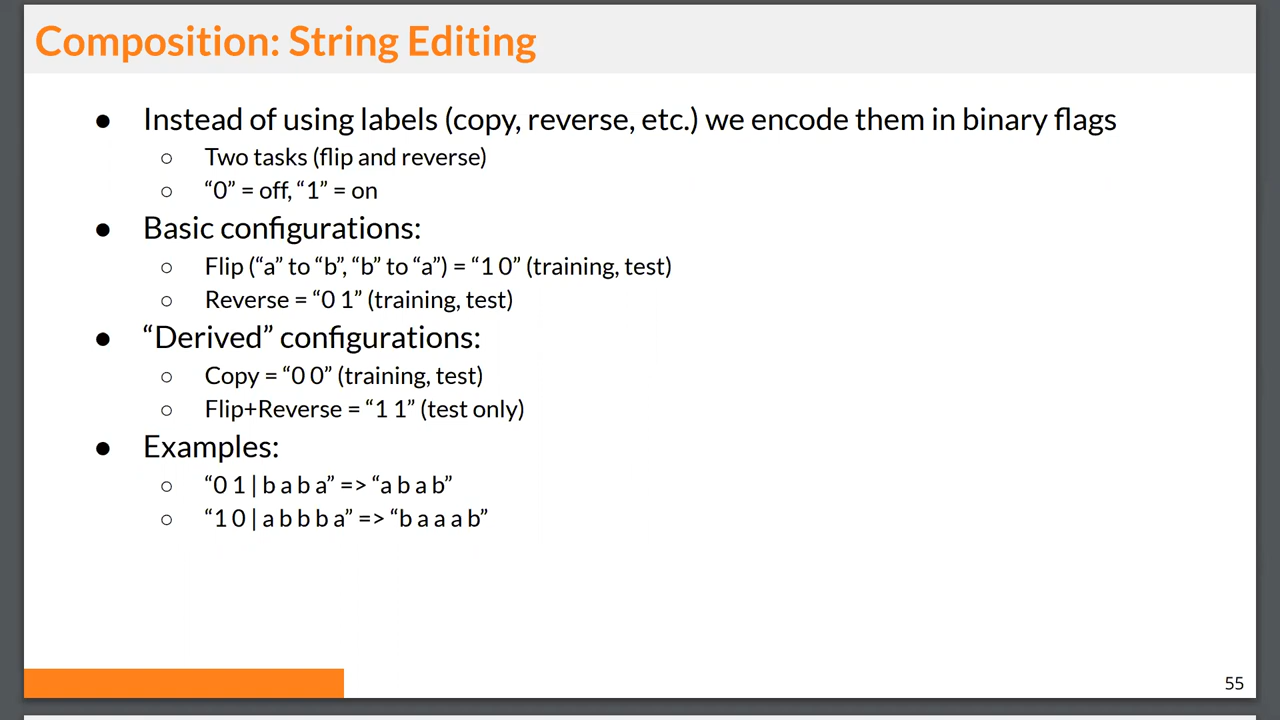 Composition: String Editing
● Instead of using labels (copy, reverse, etc.) we encode them in binary flags
○ Two tasks (flip and reverse)
○ “0” = off, “1” = on
● Basic configurations:
○ Flip (“a” to “b”, “b” to “a”) = “1 0” (training, test)
○ Reverse = “0 1” (training, test)
● “Derived” configurations:
○ Copy = “0 0” (training, test)
○ Flip+Reverse = “1 1” (test only)
● Examples:
○ “0 1 | b a b a” => “a b a b”
○ “1 0 | a b b b a” => “b a a a b”
55